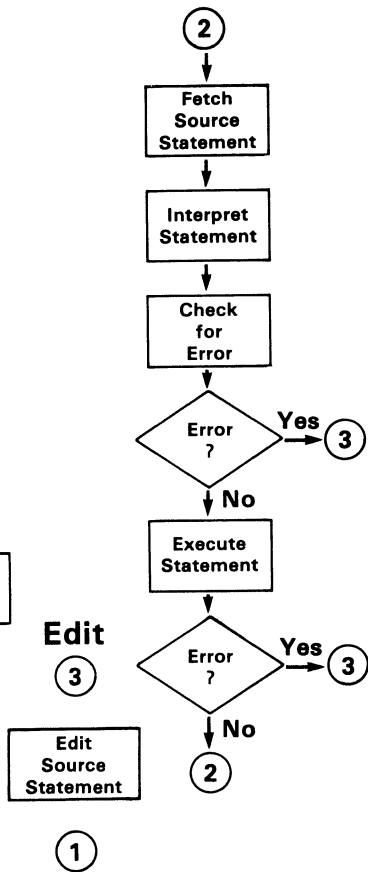 2
Fetch
Source
Statement
Interpret
Statement
Check
for
Error
Error
?
Yes
3
No
Execute
Statement
Error
?
Yes
3
No
2
Edit
3
Edit
Source
Statement
1